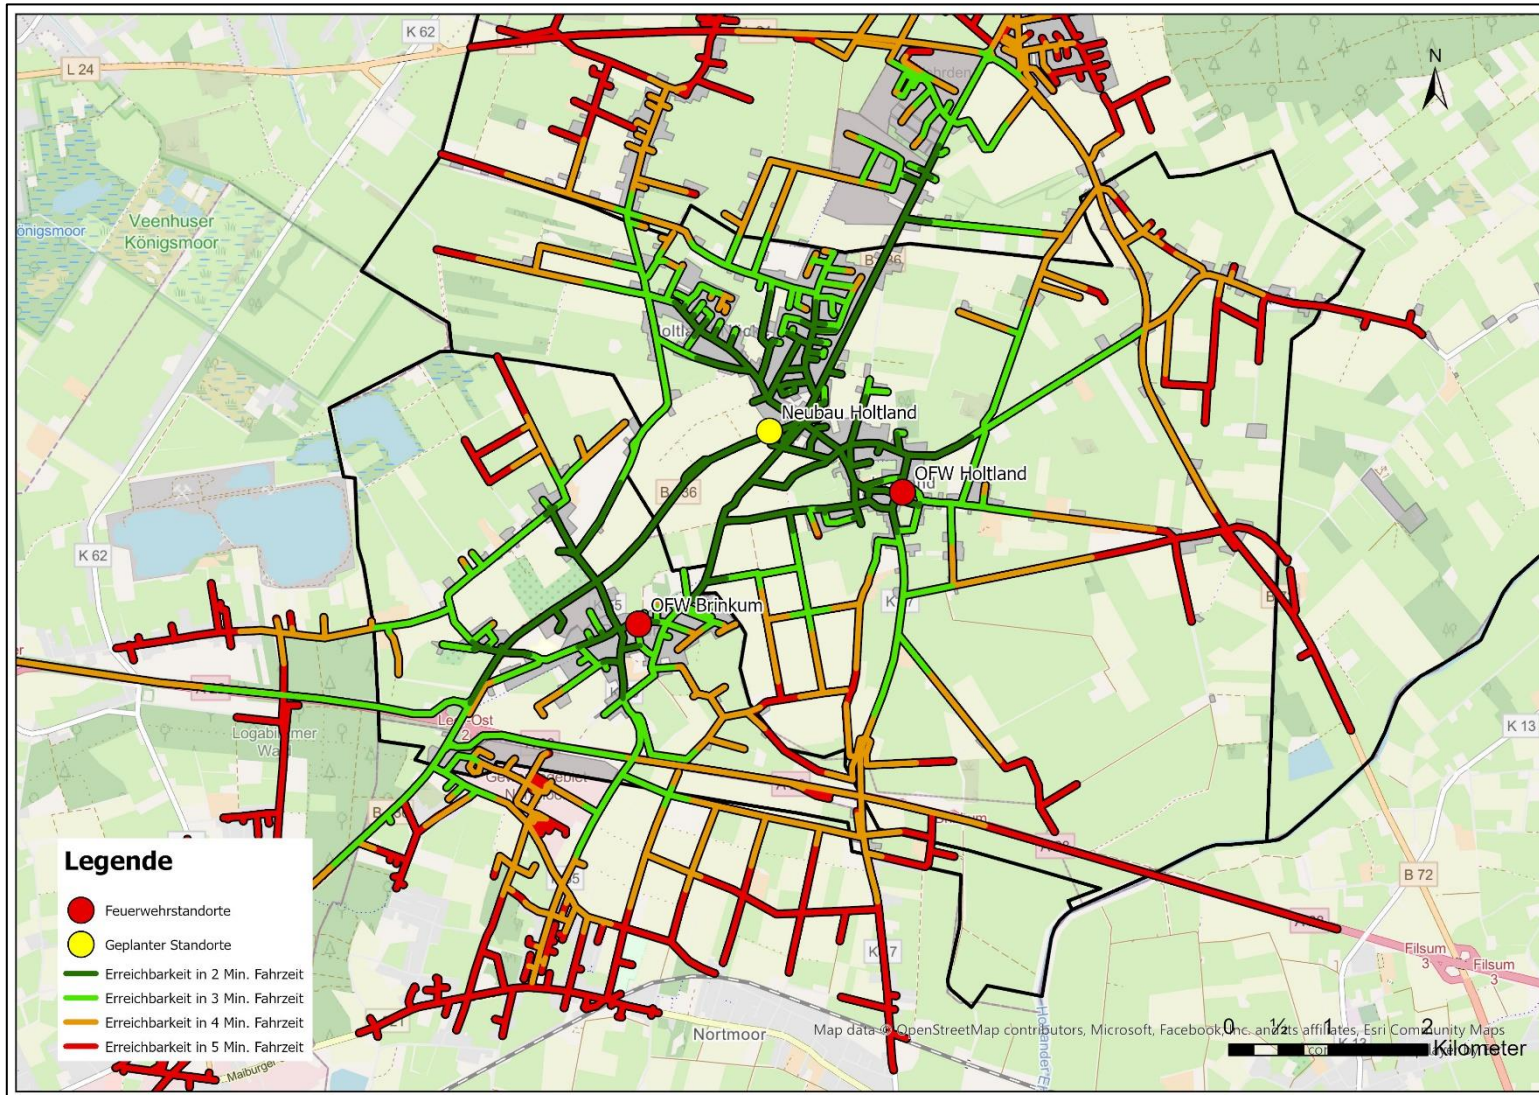 K 62
L 24
N
Veenhuser
Königsmoor
önigsmoor
Neubau Holtland
OFW Holtland
K 62
OFW Brinkum
K 13
Leer-Ost
2
Logabirumer
Wald
Legende
Feuerwehrstandorte
Geplanter Standorte
Erreichbarkeit in 2 Min. Fahrzeit
Erreichbarkeit in 3 Min. Fahrzeit
Erreichbarkeit in 4 Min. Fahrzeit
Erreichbarkeit in 5 Min. Fahrzeit
B 72
Filsum
3
Filsum
3
Nortmoor
Map data © OpenStreetMap contributors, Microsoft, Facebook, Inc. and its affiliates, Esri Community Maps
0 ½ 1 2
Kilometer
Maiburger